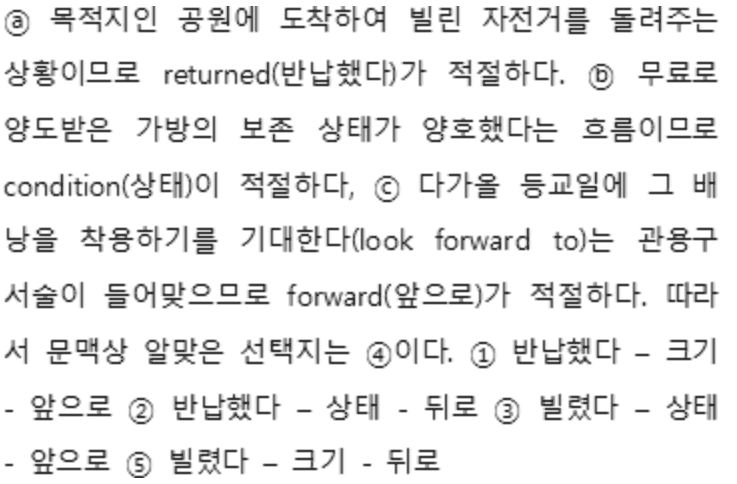 ⓐ 목적지인 공원에 도착하여 빌린 자전거를 돌려주는
상황이므로 returned(반납했다)가 적절하다. ⓑ 무료로
양도받은 가방의 보존 상태가 양호했다는 흐름이므로
condition(상태)이 적절하다, ⓒ 다가올 등교일에 그 배
낭을 착용하기를 기대한다(look forward to)는 관용구
서술이 들어맞으므로 forward(앞으로)가 적절하다. 따라
서 문맥상 알맞은 선택지는 ④이다. ① 반납했다 – 크기
- 앞으로 ② 반납했다 – 상태 - 뒤로 ③ 빌렸다 – 상태
- 앞으로 ⑤ 빌렸다 – 크기 - 뒤로